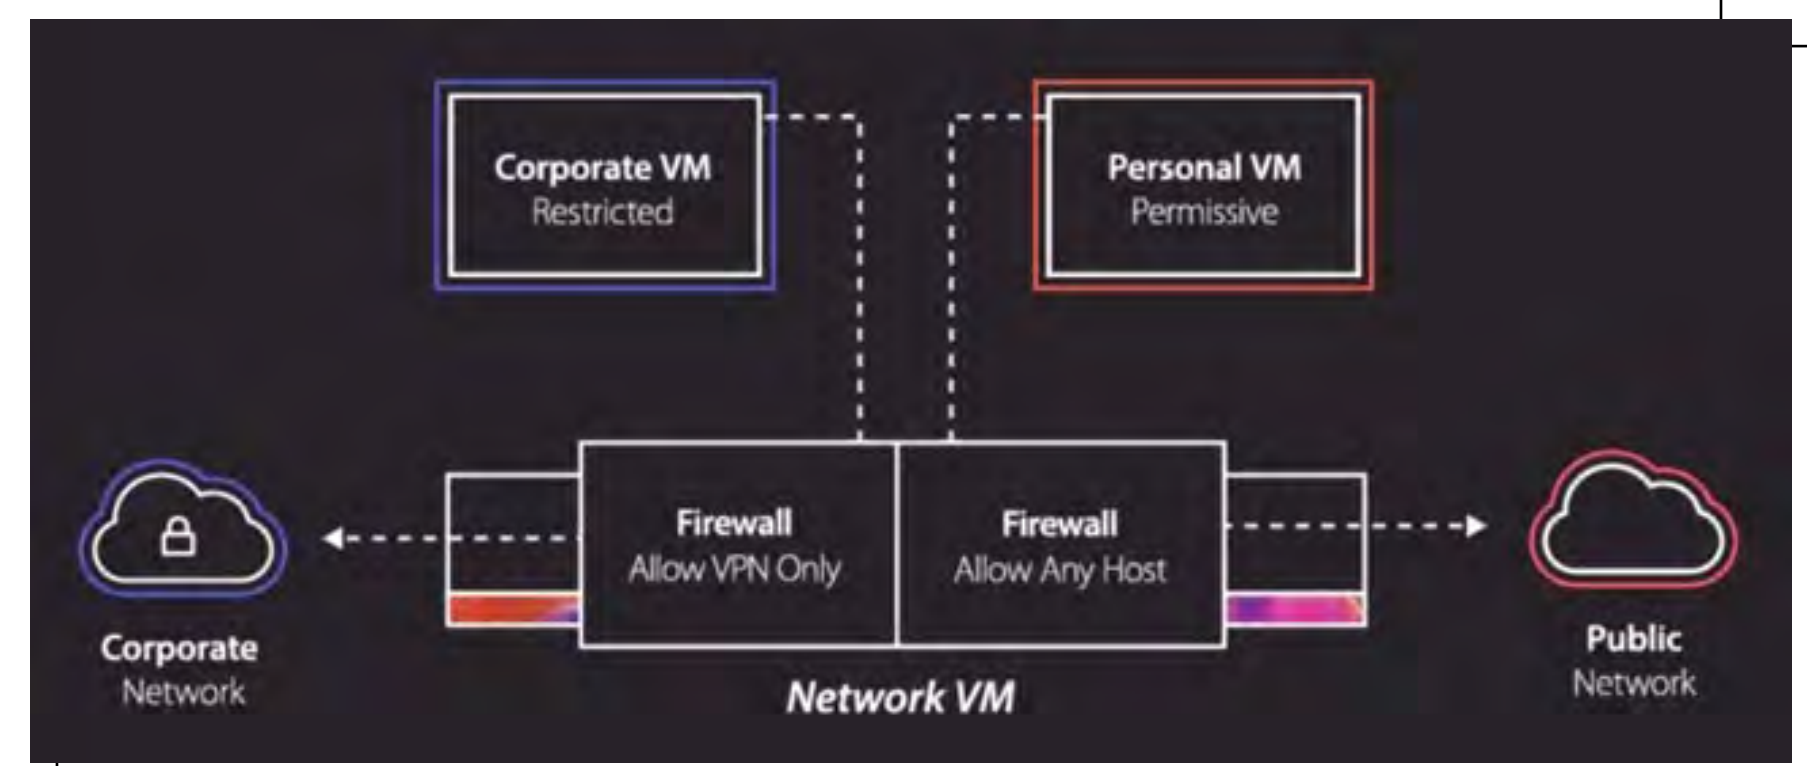 Corporate VM
Restricted
Personal VM
Permissive
Firewall
Allow VPN Only
Firewall
Allow Any Host
Corporate
Network
Public
Network
Network VM